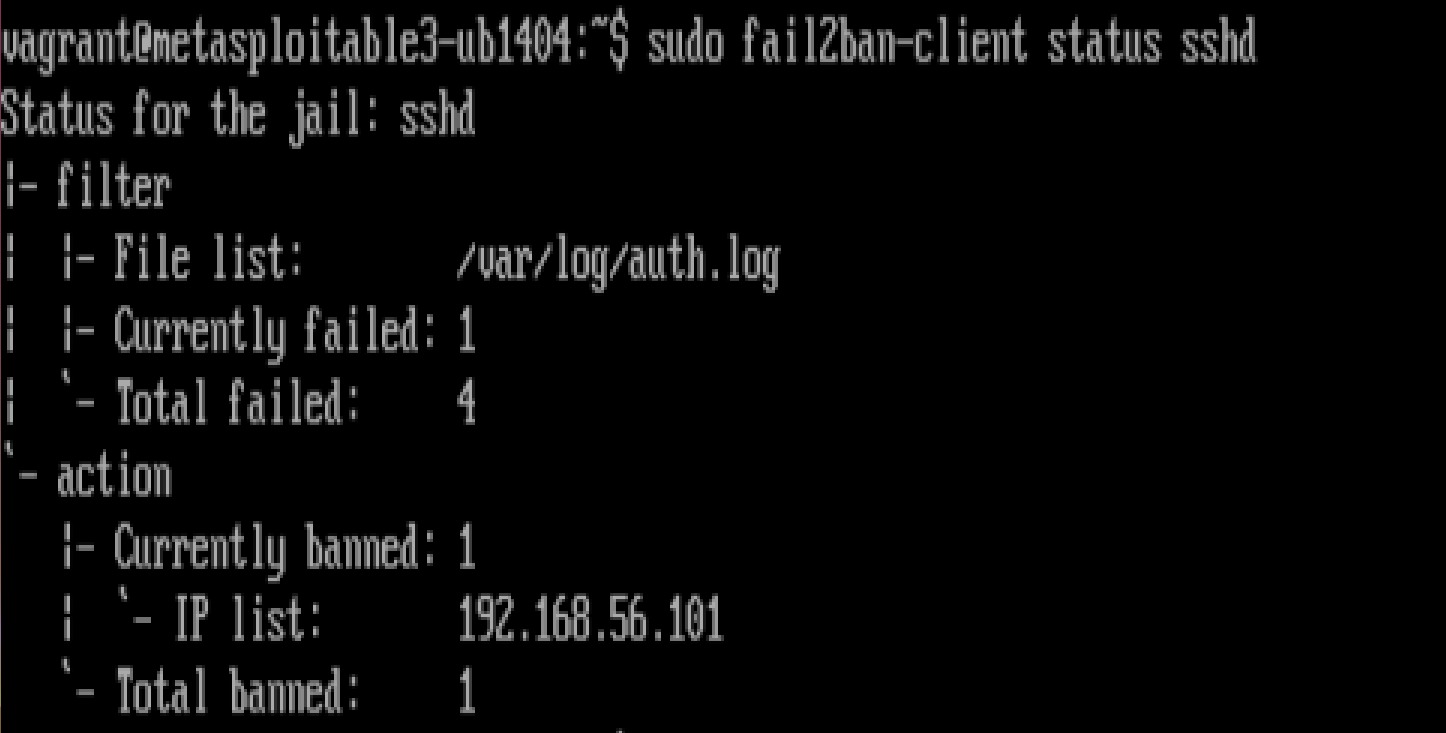 vagrant@metasploitable3-ub1404:~$ sudo fail2ban-client status sshd
Status for the jail: sshd
|- filter
|  |- File list:        /var/log/auth.log
|  |- Currently failed: 1
|  `- Total failed:     4
`- action
   |- Currently banned: 1
   |  `- IP list:       192.168.56.101
   `- Total banned:     1